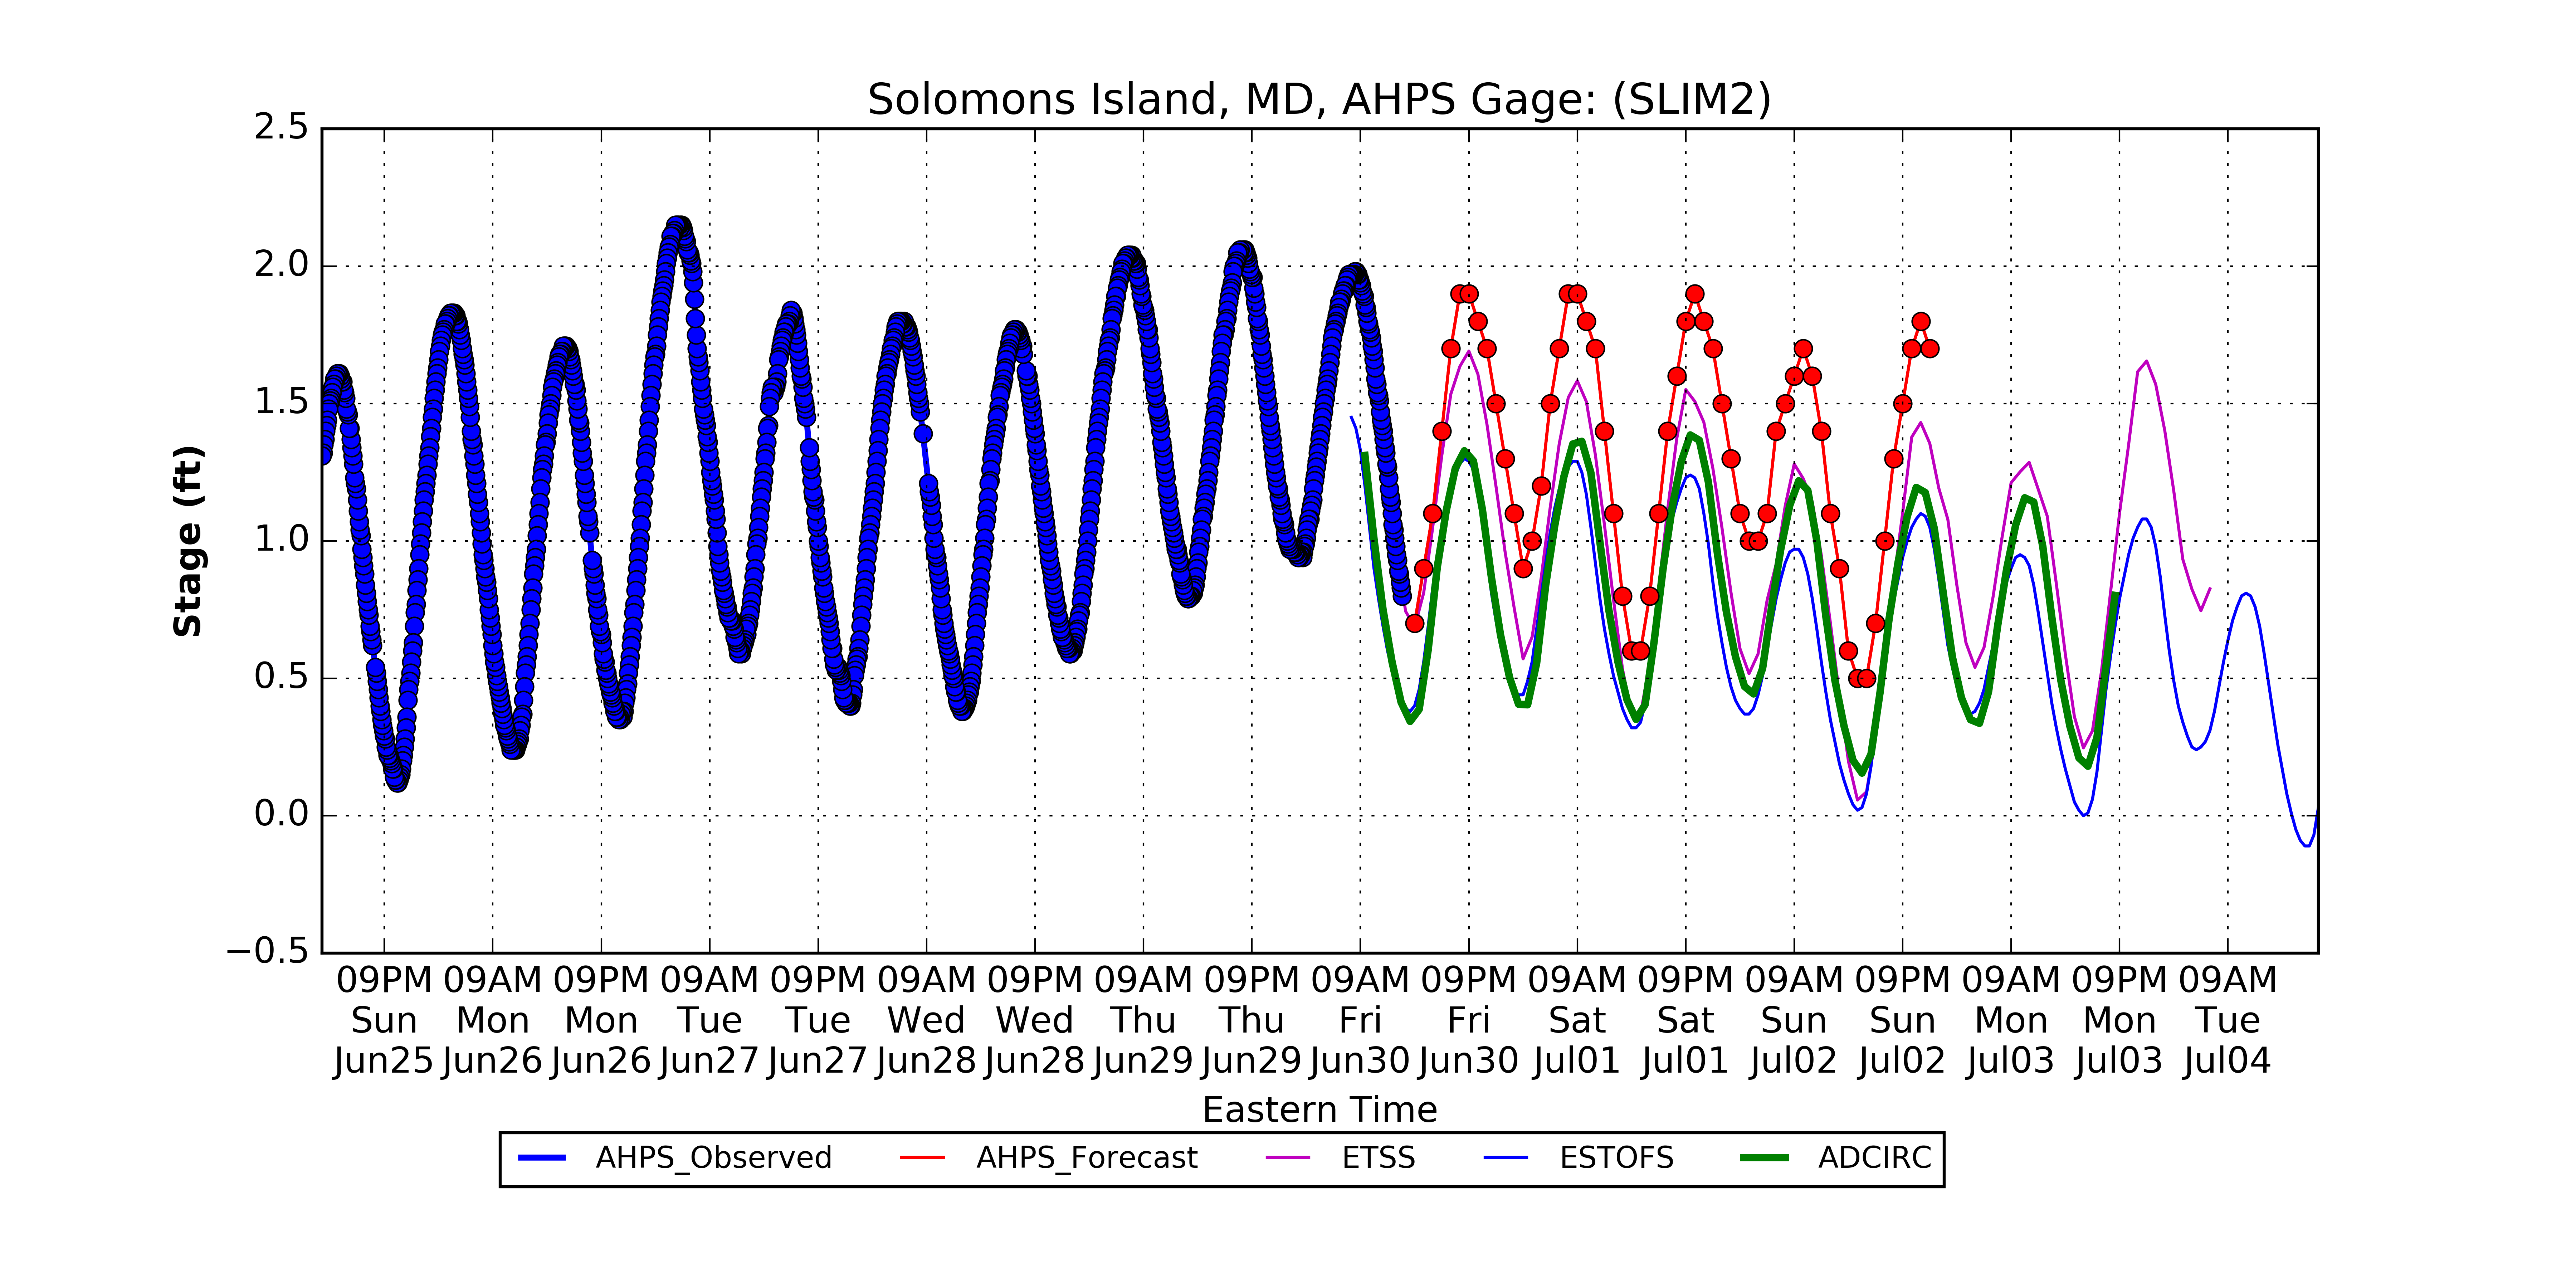 Solomons Island, MD, AHPS Gage: (SLIM2)
2.5
2.0
1.5
1.0
0.5
0.0
−0.5
Stage (ft)
09PM 09AM 09PM 09AM 09PM 09AM 09PM 09AM 09PM 09AM 09PM 09AM 09PM 09AM 09PM 09AM 09PM 09AM
Sun Mon Mon Tue Tue Wed Wed Thu Thu Fri Fri Sat Sat Sun Sun Mon Mon Tue
Jun25 Jun26 Jun26 Jun27 Jun27 Jun28 Jun28 Jun29 Jun29 Jun30 Jun30 Jul01 Jul01 Jul02 Jul02 Jul03 Jul03 Jul04
Eastern Time
AHPS_Observed AHPS_Forecast ETSS ESTOFS ADCIRC